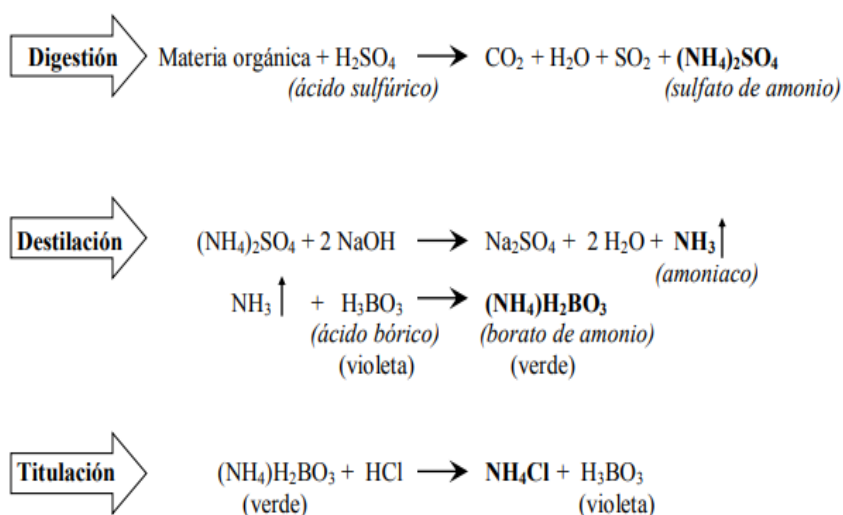 Digestión Materia orgánica + H₂SO₄ → CO₂ + H₂O + SO₂ + (NH₄)₂SO₄
(ácido sulfúrico) (sulfato de amonio)
Destilación (NH₄)₂SO₄ + 2 NaOH → Na₂SO₄ + 2 H₂O + NH₃↑
(amoniaco)
NH₃↑ + H₃BO₃ → (NH₄)H₂BO₃
(ácido bórico) (borato de amonio)
(violeta) (verde)
Titulación (NH₄)H₂BO₃ + HCl → NH₄Cl + H₃BO₃
(verde) (violeta)